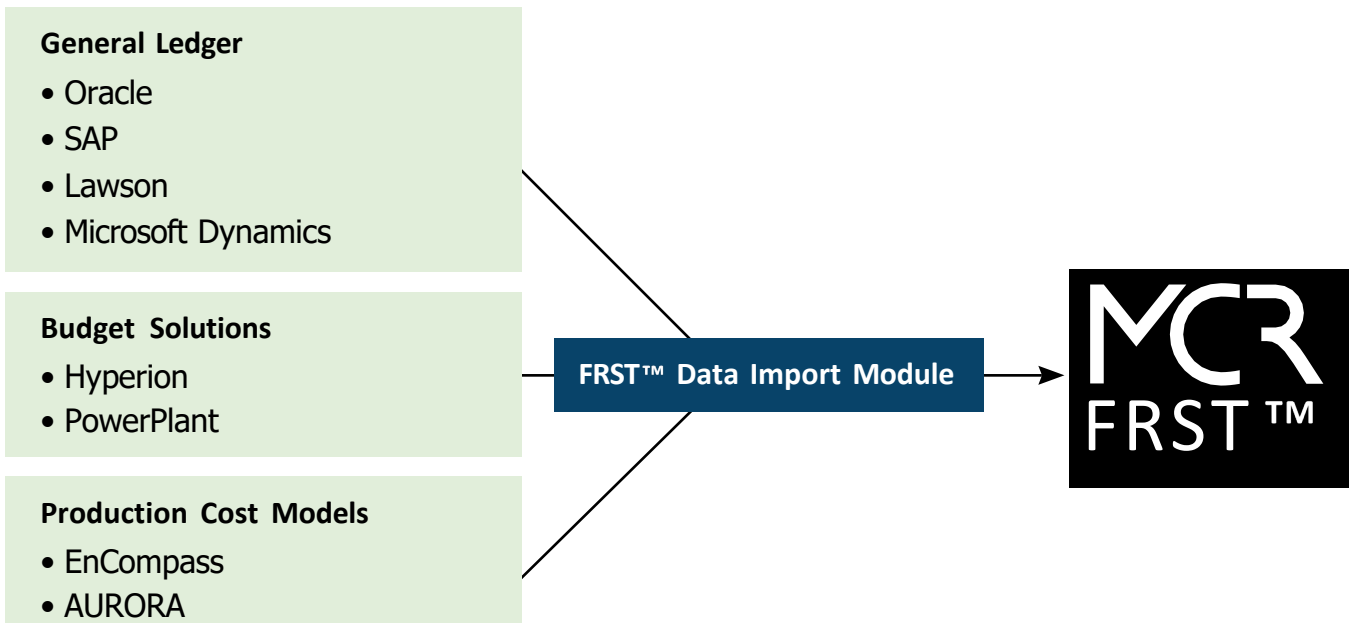 General Ledger
• Oracle
• SAP
• Lawson
• Microsoft Dynamics
Budget Solutions
• Hyperion
• PowerPlant
Production Cost Models
• EnCompass
• AURORA
FRST™ Data Import Module
MCR
FRST™